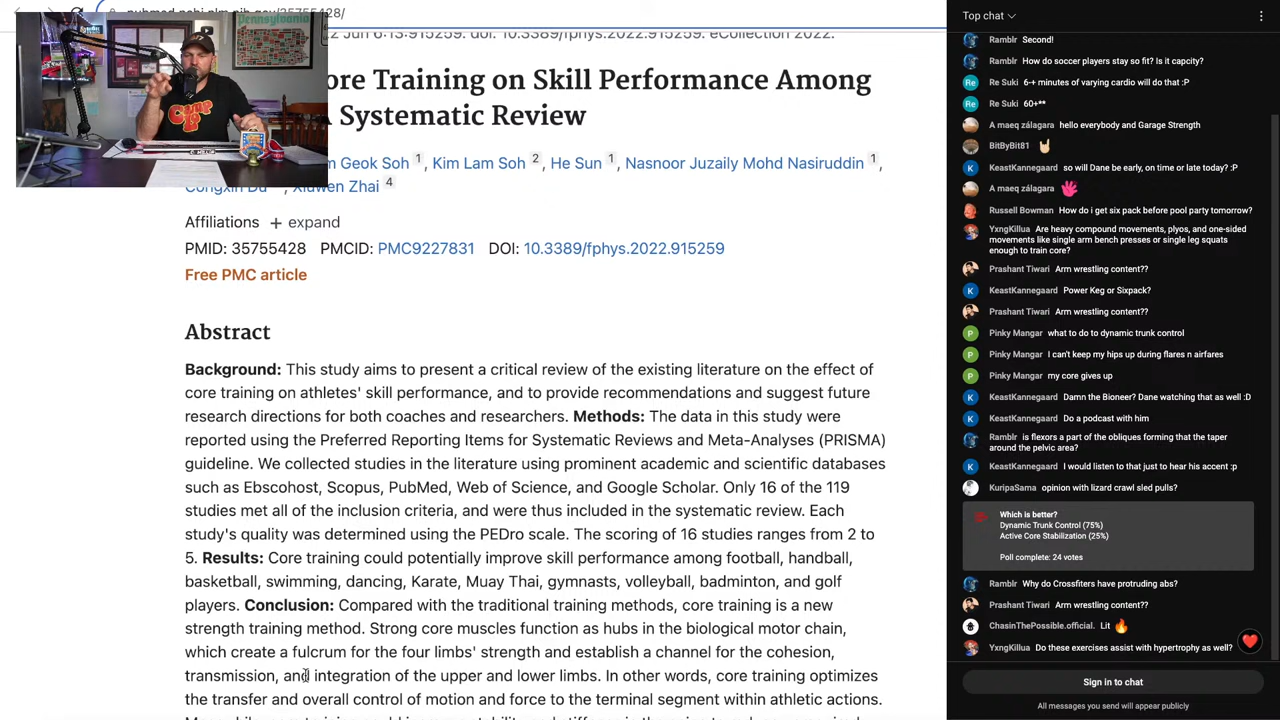 pubmed.ncbi.nlm.nih.gov/35755428/
2 Jun 6:13:915259. doi: 10.3389/fphys.2022.915259. eCollection 2022.
Pennsylvania
ore Training on Skill Performance Among
A Systematic Review
m Geok Soh 1, Kim Lam Soh 2, He Sun 1, Nasnoor Juzaily Mohd Nasiruddin 1,
Congxin Du, Xiuwen Zhai 4
Affiliations + expand
PMID: 35755428 PMCID: PMC9227831 DOI: 10.3389/fphys.2022.915259
Free PMC article
Abstract
Background: This study aims to present a critical review of the existing literature on the effect of
core training on athletes' skill performance, and to provide recommendations and suggest future
research directions for both coaches and researchers. Methods: The data in this study were
reported using the Preferred Reporting Items for Systematic Reviews and Meta-Analyses (PRISMA)
guideline. We collected studies in the literature using prominent academic and scientific databases
such as Ebscohost, Scopus, PubMed, Web of Science, and Google Scholar. Only 16 of the 119
studies met all of the inclusion criteria, and were thus included in the systematic review. Each
study's quality was determined using the PEDro scale. The scoring of 16 studies ranges from 2 to
5. Results: Core training could potentially improve skill performance among football, handball,
basketball, swimming, dancing, Karate, Muay Thai, gymnasts, volleyball, badminton, and golf
players. Conclusion: Compared with the traditional training methods, core training is a new
strength training method. Strong core muscles function as hubs in the biological motor chain,
which create a fulcrum for the four limbs' strength and establish a channel for the cohesion,
transmission, and integration of the upper and lower limbs. In other words, core training optimizes
the transfer and overall control of motion and force to the terminal segment within athletic actions.
Top chat
Ramblr Second!
Ramblr How do soccer players stay so fit? Is it capcity?
Re Suki 6-+ minutes of varying cardio will do that :P
Re Suki 60+**
A maeq zálagara hello everybody and Garage Strength
BitByBit81
KeastKannegaard so will Dane be early, on time or late today? :P
A maeq zálagara
Russell Bowman How do i get six pack before pool party tomorrow?
YxngKillua Are heavy compound movements, plyos, and one-sided
movements like single arm bench presses or single leg squats
enough to train core?
Prashant Tiwari Arm wrestling content??
KeastKannegaard Power Keg or Sixpack?
Prashant Tiwari Arm wrestling content??
Pinky Mangar what to do to dynamic trunk control
Pinky Mangar I can't keep my hips up during flares n airfares
Pinky Mangar my core gives up
KeastKannegaard Damn the Bioneer? Dane watching that as well :D
KeastKannegaard Do a podcast with him
Ramblr is flexors a part of the obliques forming that the taper
around the pelvic area?
KeastKannegaard I would listen to that just to hear his accent :p
KuripaSama opinion with lizard crawl sled pulls?
Which is better?
Dynamic Trunk Control (75%)
Active Core Stabilization (25%)
Poll complete: 24 votes
Ramblr Why do Crossfiters have protruding abs?
Prashant Tiwari Arm wrestling content??
ChasinThePossible.official. Lit
YxngKillua Do these exercises assist with hypertrophy as well?
Sign in to chat
All messages you send will appear publicly